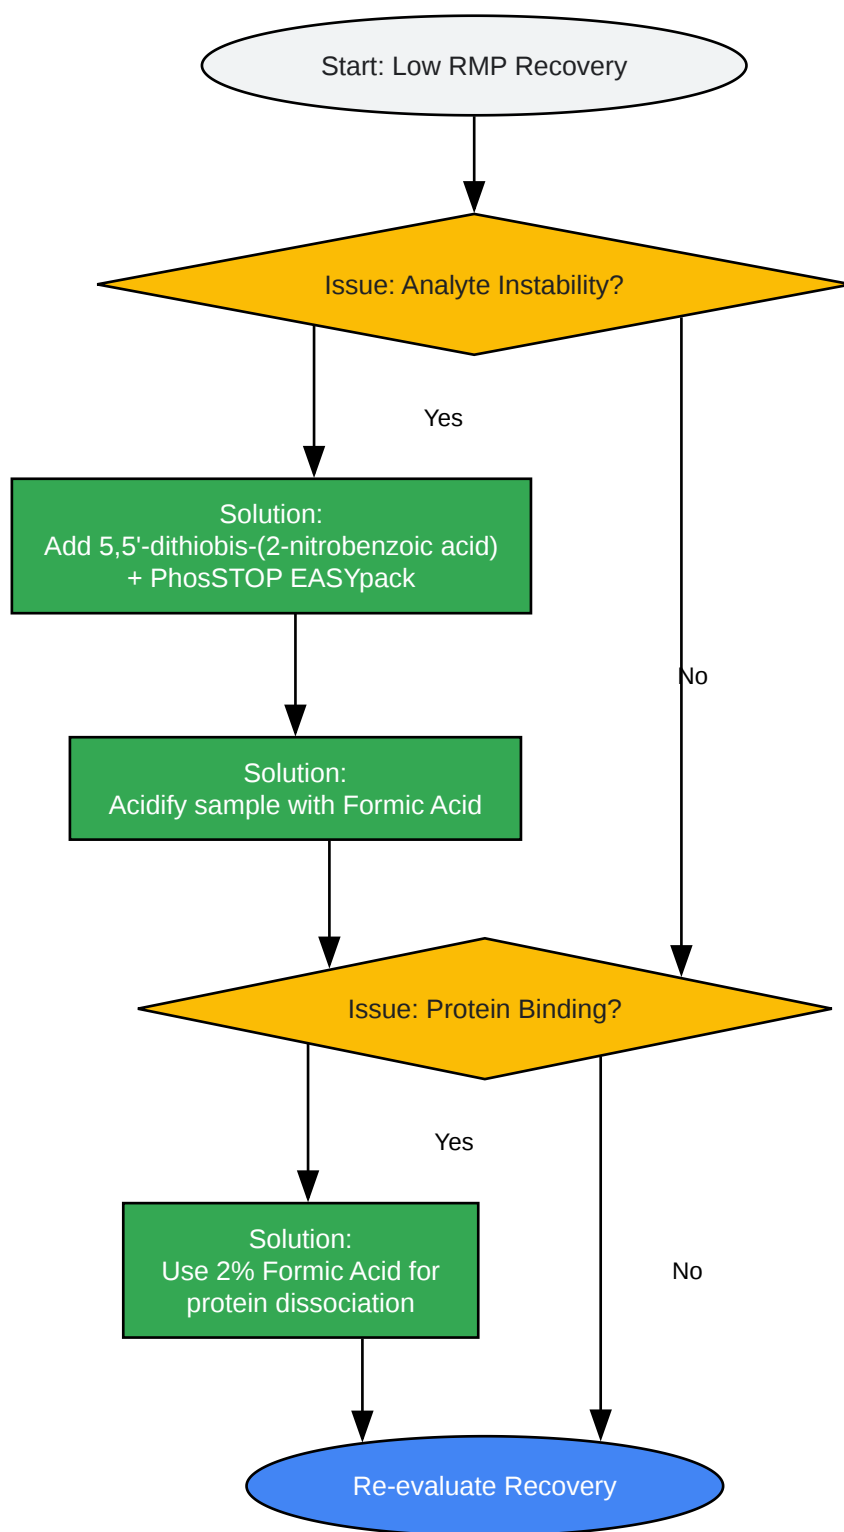 Start: Low RMP Recovery
Issue: Analyte Instability?
Yes
Solution:
Add 5,5'-dithiobis-(2-nitrobenzoic acid)
+ PhosSTOP EASYpack
No
Solution:
Acidify sample with Formic Acid
Issue: Protein Binding?
Yes
Solution:
Use 2% Formic Acid for
protein dissociation
No
Re-evaluate Recovery